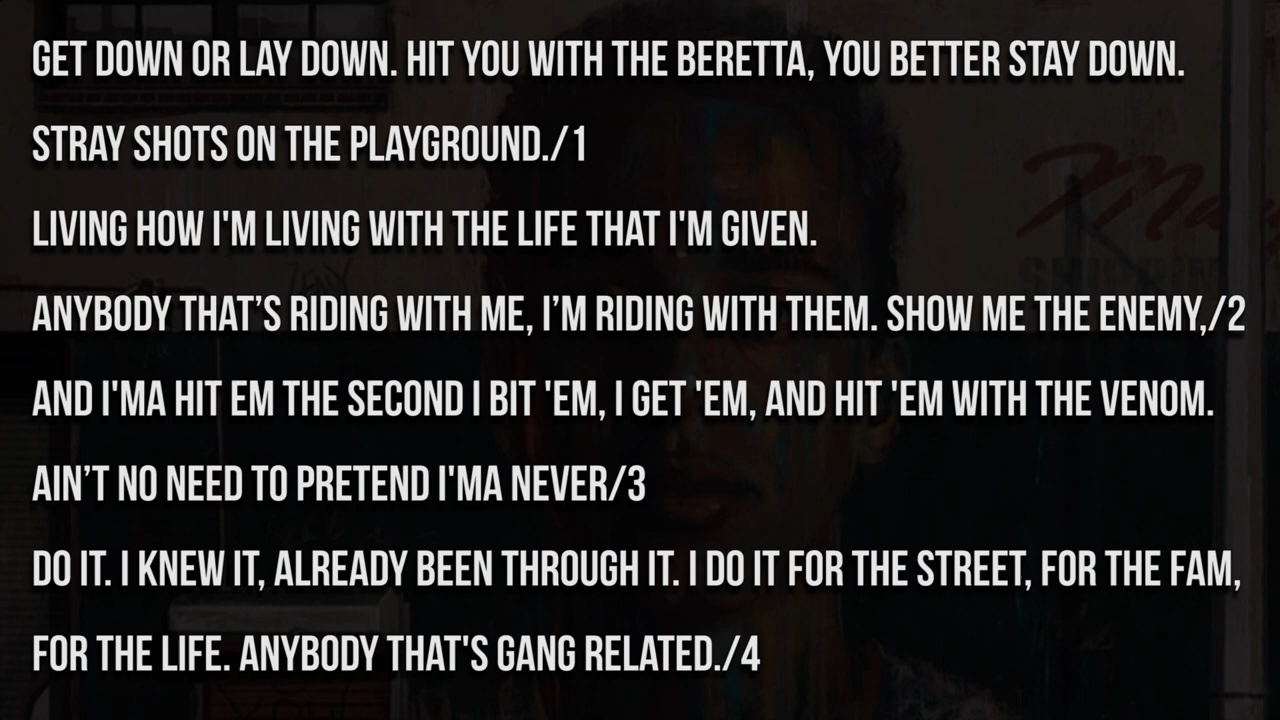 GET DOWN OR LAY DOWN. HIT YOU WITH THE BERETTA, YOU BETTER STAY DOWN.
STRAY SHOTS ON THE PLAYGROUND./1
LIVING HOW I'M LIVING WITH THE LIFE THAT I'M GIVEN.
ANYBODY THAT’S RIDING WITH ME, I’M RIDING WITH THEM. SHOW ME THE ENEMY,/2
AND I'MA HIT EM THE SECOND I BIT 'EM, I GET 'EM, AND HIT 'EM WITH THE VENOM.
AIN’T NO NEED TO PRETEND I'MA NEVER/3
DO IT. I KNEW IT, ALREADY BEEN THROUGH IT. I DO IT FOR THE STREET, FOR THE FAM,
FOR THE LIFE. ANYBODY THAT'S GANG RELATED./4